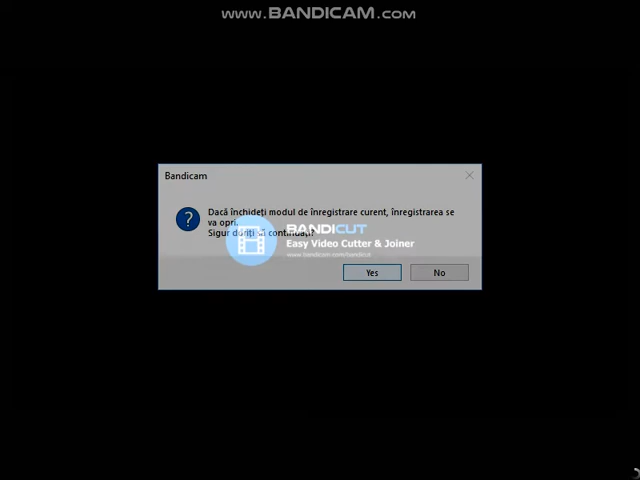 www.BANDICAM.com
Bandicam
Dacă închideți modul de înregistrare curent, înregistrarea se
va opri.
Sigur doriți să continuați?
BANDICUT
Easy Video Cutter & Joiner
www.bandicam.com/bandicut
Yes No